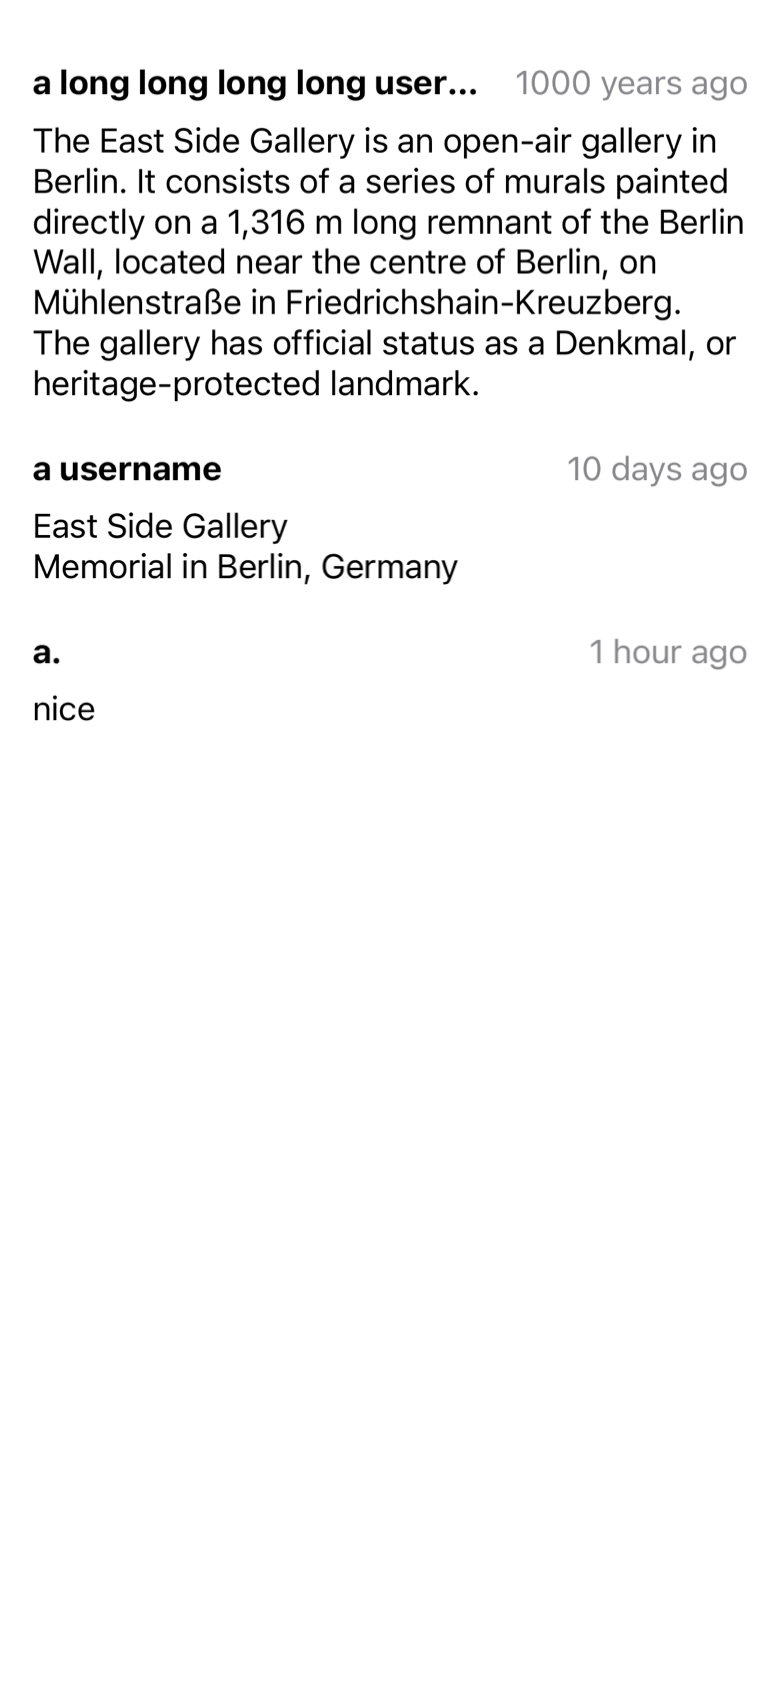 a long long long long user... 1000 years ago
The East Side Gallery is an open-air gallery in
Berlin. It consists of a series of murals painted
directly on a 1,316 m long remnant of the Berlin
Wall, located near the centre of Berlin, on
Mühlenstraße in Friedrichshain-Kreuzberg.
The gallery has official status as a Denkmal, or
heritage-protected landmark.
a username 10 days ago
East Side Gallery
Memorial in Berlin, Germany
a. 1 hour ago
nice